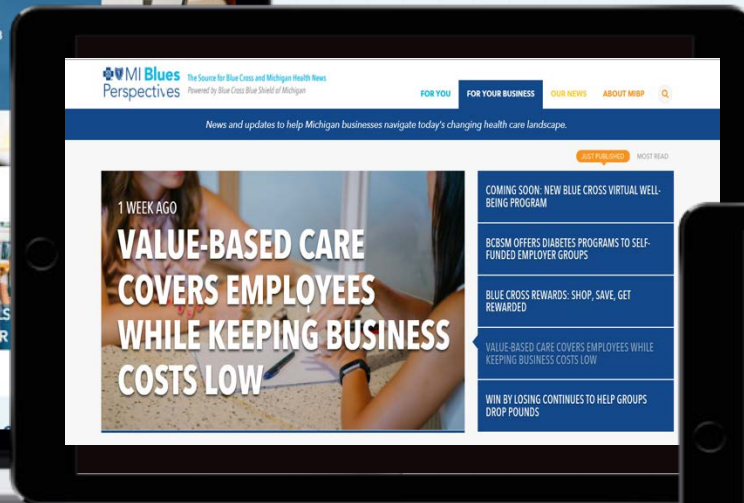 MI Blues
Perspectives
The Source for Blue Cross and Michigan Health News
Powered by Blue Cross Blue Shield of Michigan
FOR YOU
FOR YOUR BUSINESS
OUR NEWS
ABOUT MIBP
News and updates to help Michigan businesses navigate today's changing health care landscape.
JUST PUBLISHED
MOST READ
1 WEEK AGO
VALUE-BASED CARE
COVERS EMPLOYEES
WHILE KEEPING BUSINESS
COSTS LOW
COMING SOON: NEW BLUE CROSS VIRTUAL WELL-
BEING PROGRAM
BCBSM OFFERS DIABETES PROGRAMS TO SELF-
FUNDED EMPLOYER GROUPS
BLUE CROSS REWARDS: SHOP, SAVE, GET
REWARDED
VALUE-BASED CARE COVERS EMPLOYEES WHILE
KEEPING BUSINESS COSTS LOW
WIN BY LOSING CONTINUES TO HELP GROUPS
DROP POUNDS